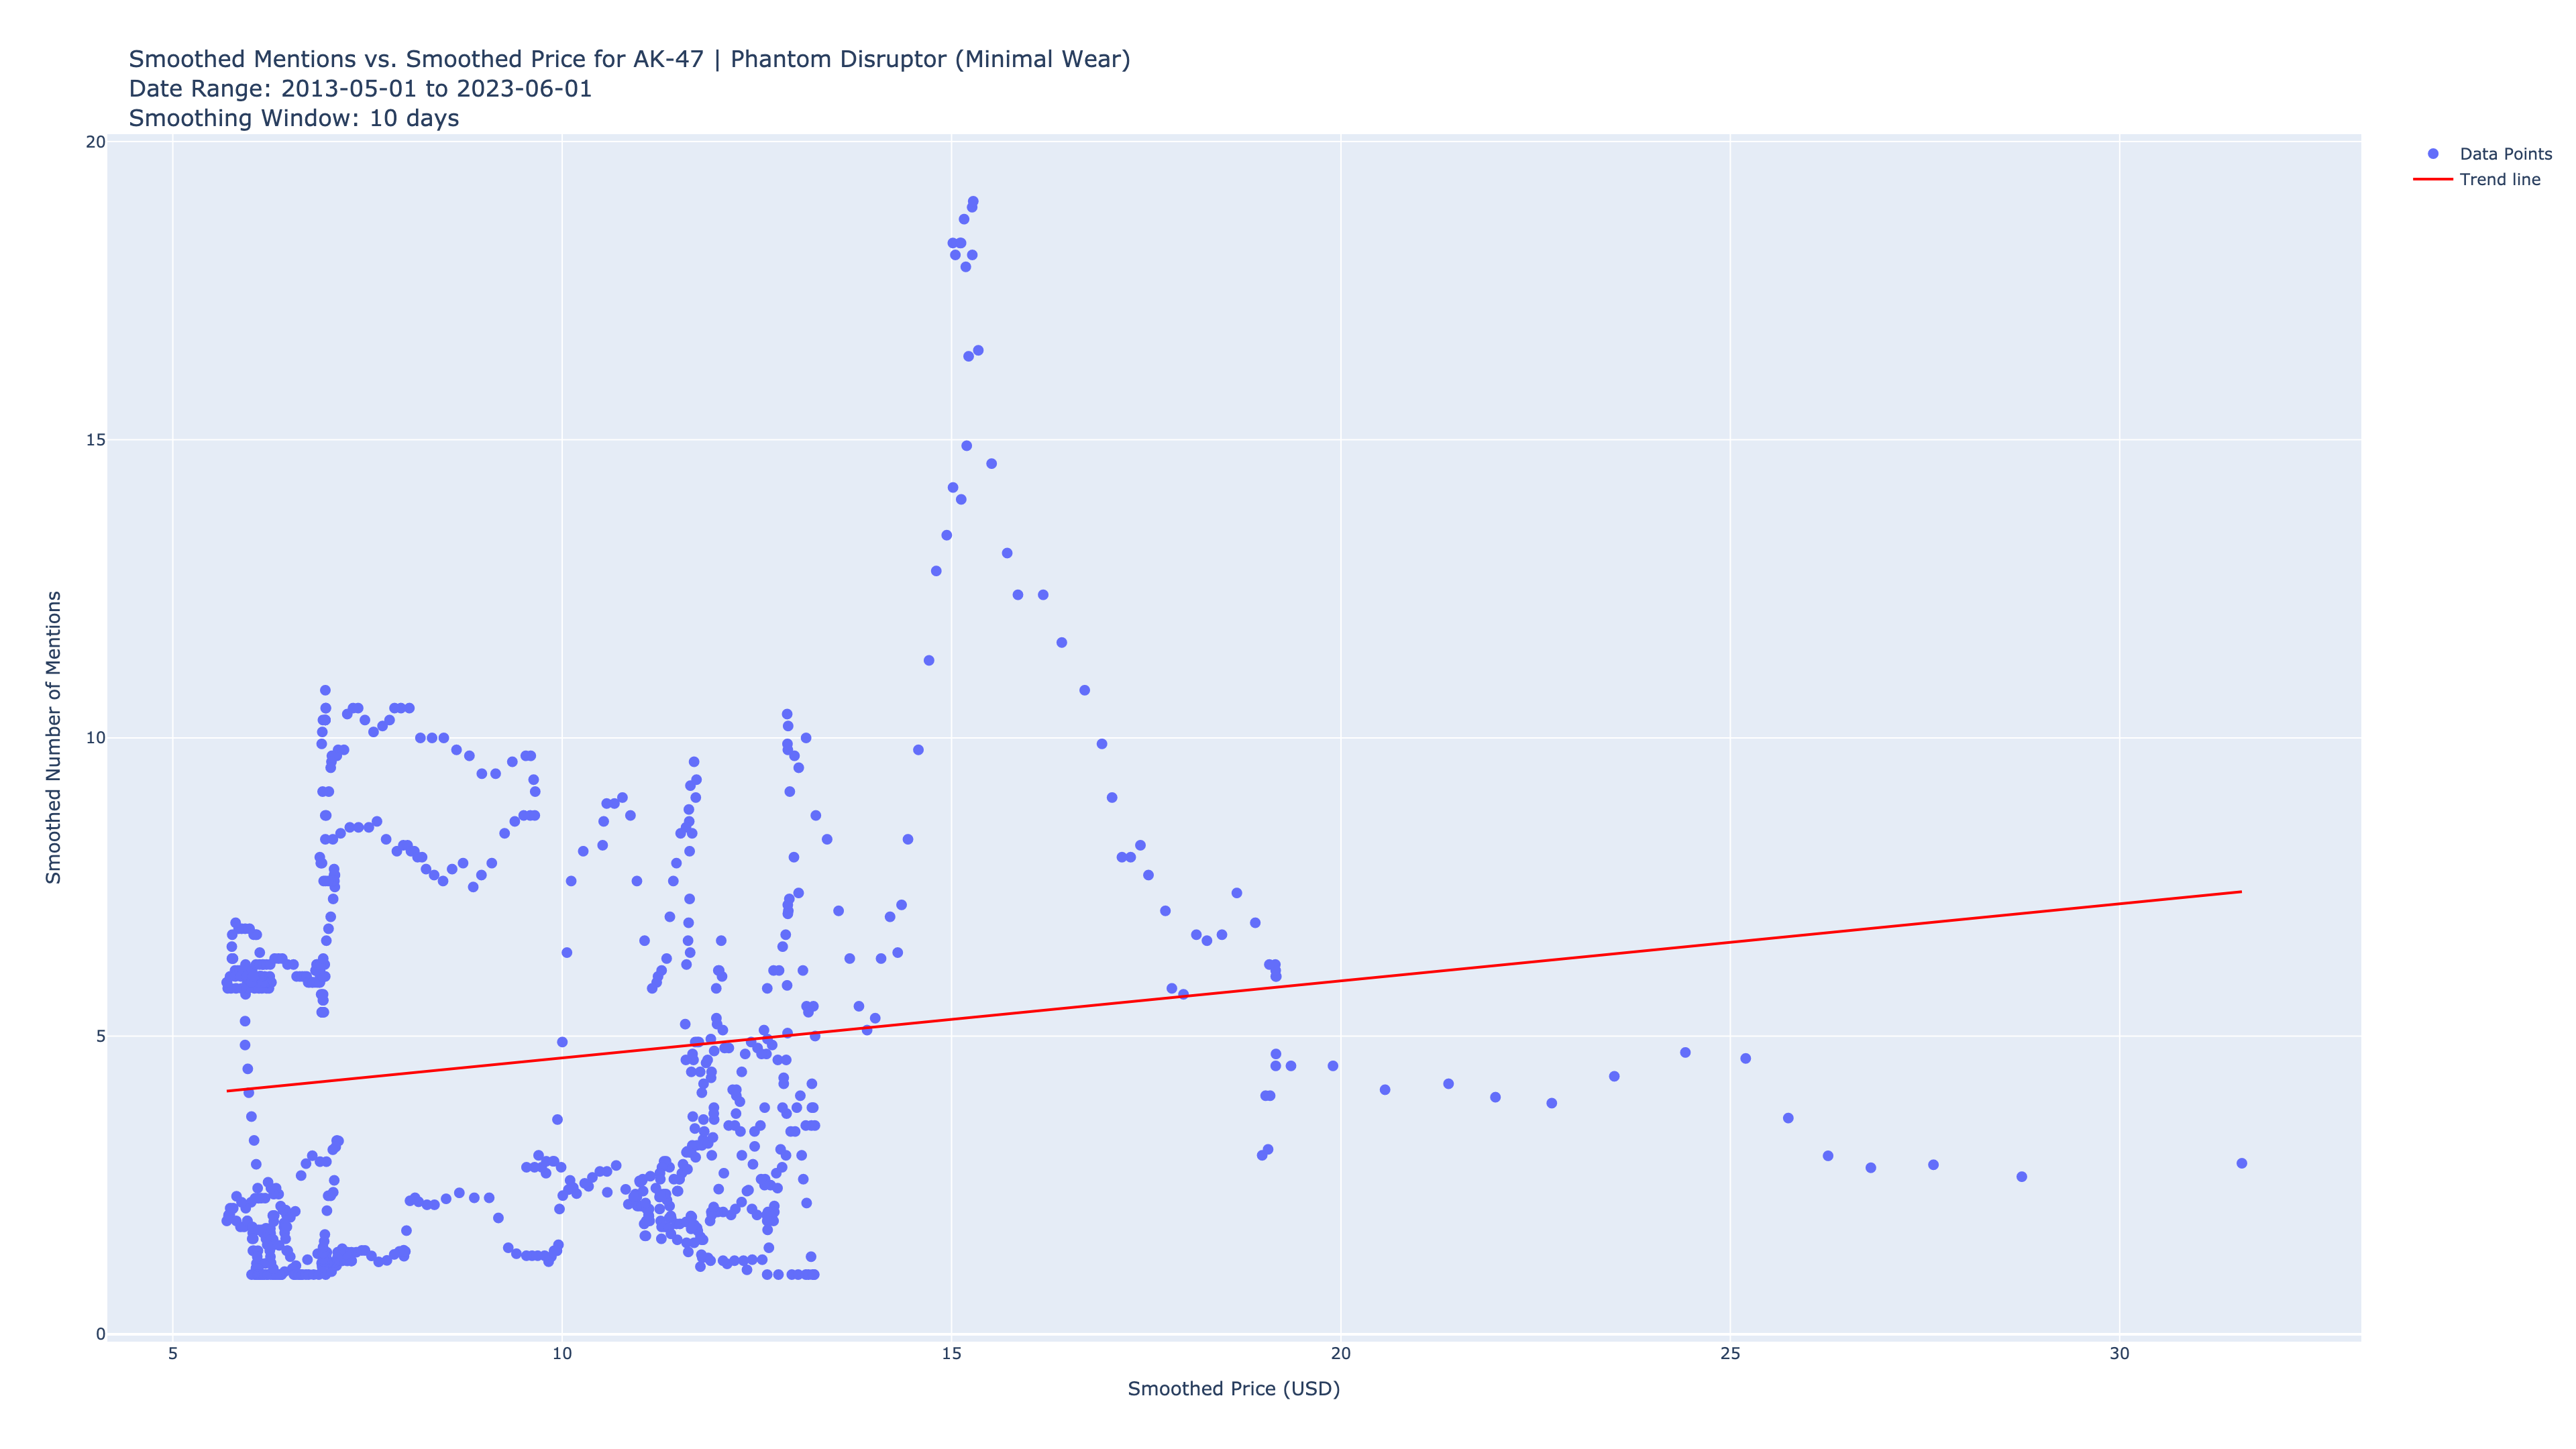 Smoothed Mentions vs. Smoothed Price for AK-47 | Phantom Disruptor (Minimal Wear)
Date Range: 2013-05-01 to 2023-06-01
Smoothing Window: 10 days
Data Points
Trend line
Smoothed Number of Mentions
20
15
10
5
0
5 10 15 20 25 30
Smoothed Price (USD)